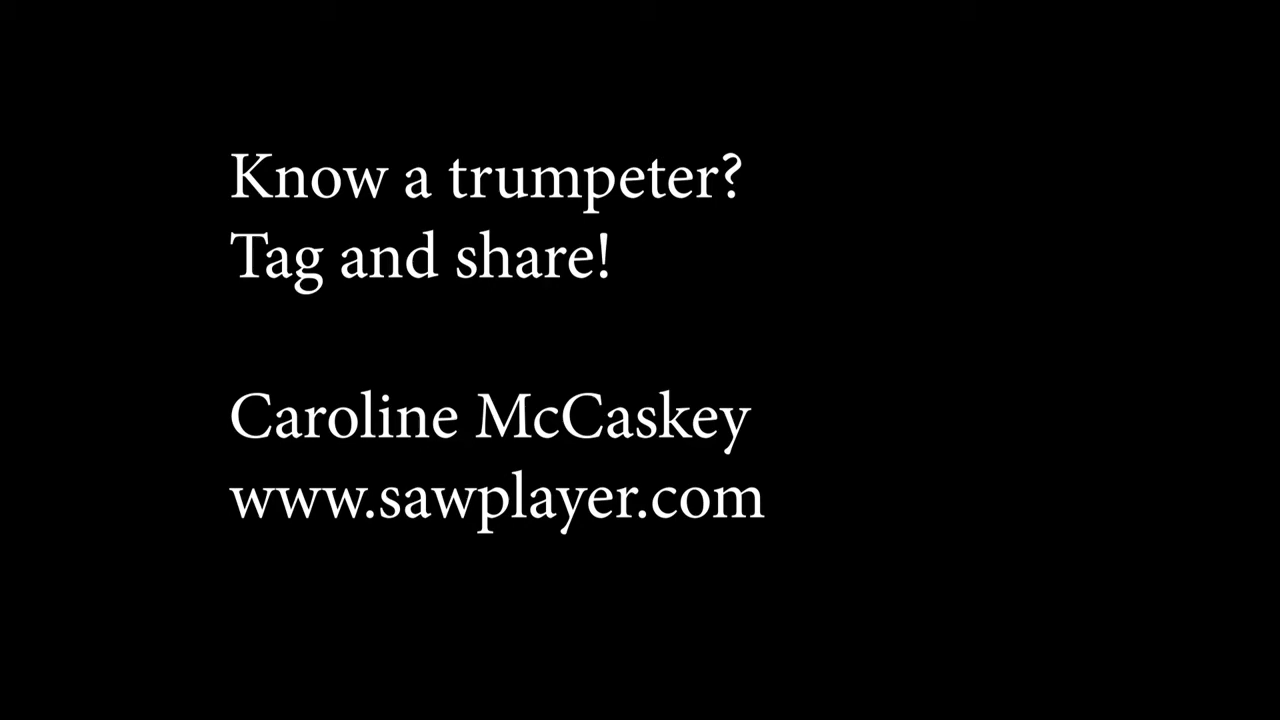 Know a trumpeter?
Tag and share!
Caroline McCaskey
www.sawplayer.com